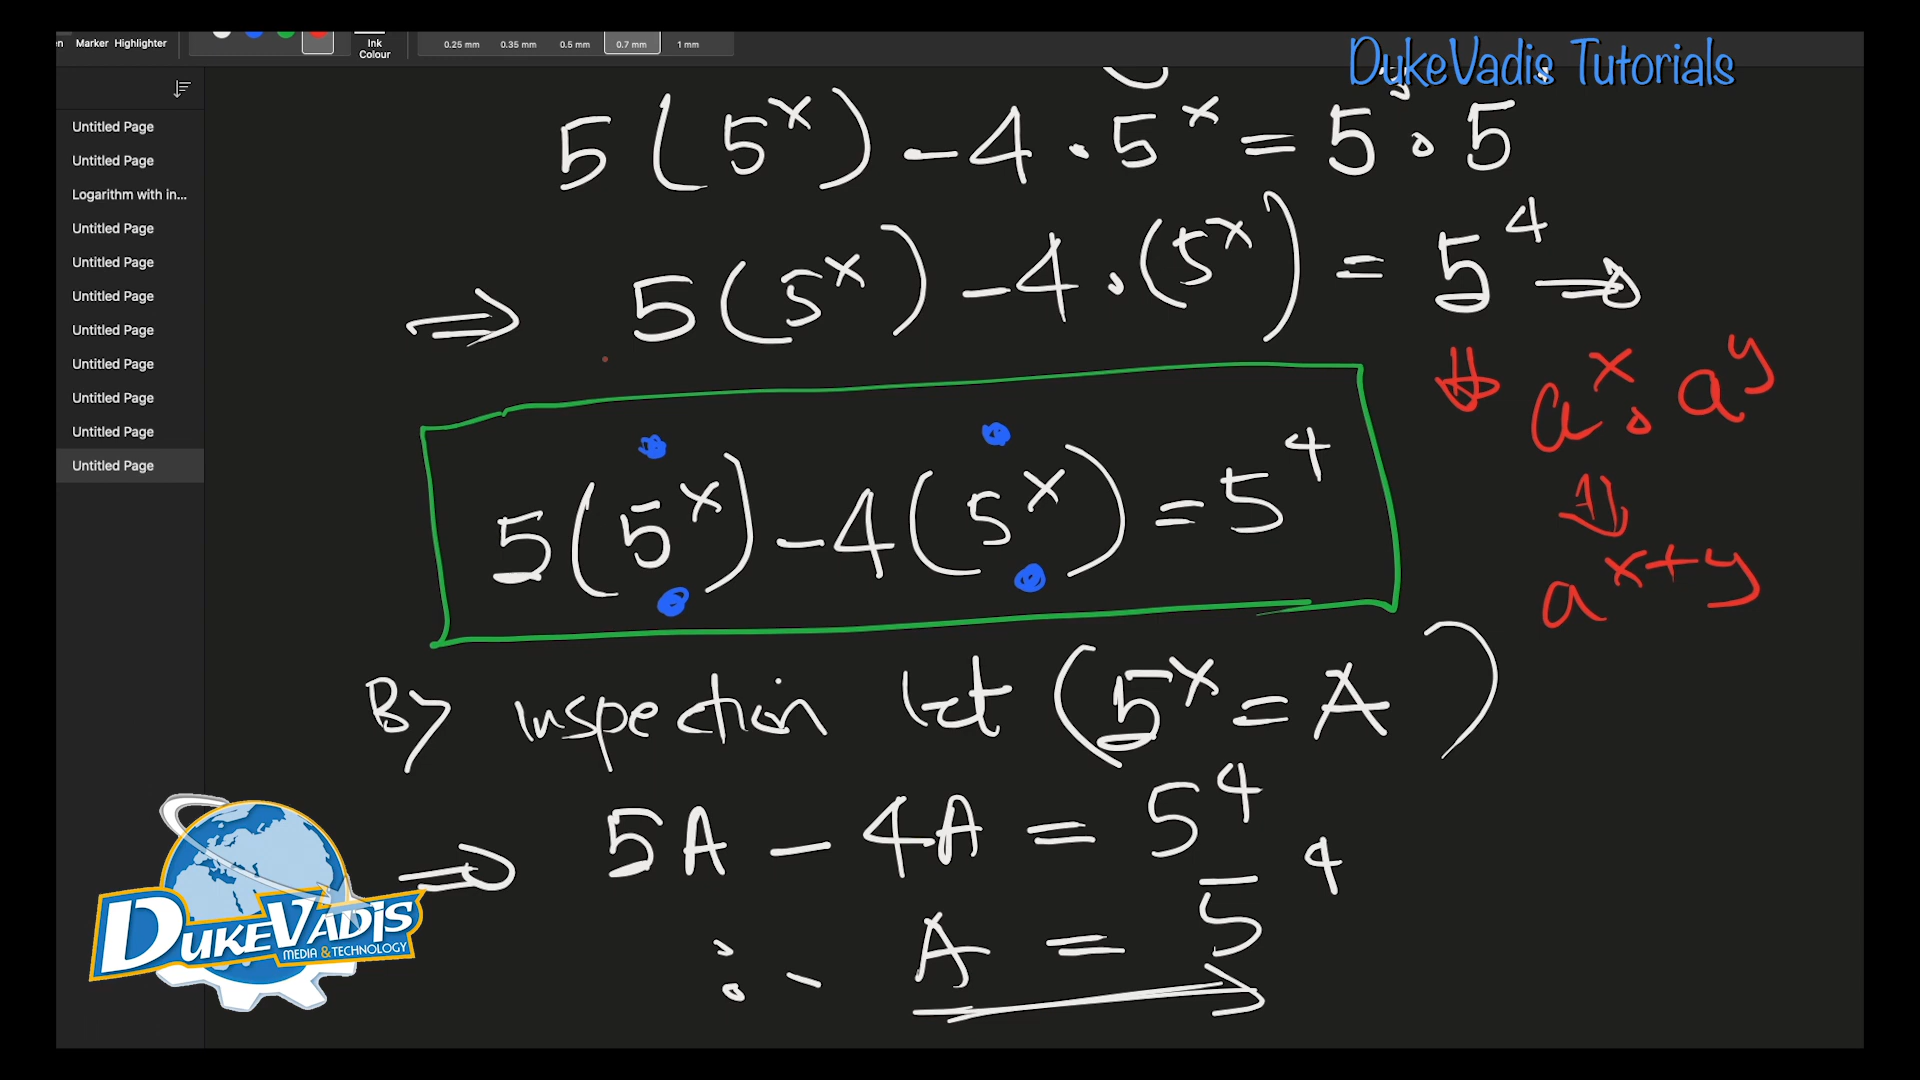 n Marker Highlighter Ink Colour 0.25 mm 0.35 mm 0.5 mm 0.7 mm 1 mm
DukeVadis Tutorials
Untitled Page
Untitled Page
Logarithm with in...
Untitled Page
Untitled Page
Untitled Page
Untitled Page
Untitled Page
Untitled Page
Untitled Page
Untitled Page
5(5^x) - 4 · 5^x = 5^3 · 5
⇒ 5(5^x) - 4 · (5^x) = 5^4 →
a^x · a^y
⇓
a^{x+y}
5(5^x) - 4(5^x) = 5^4
By inspection let (5^x = A)
⇒ 5A - 4A = 5^4
∴ A = 5^4
DUKEVADIS
MEDIA & TECHNOLOGY